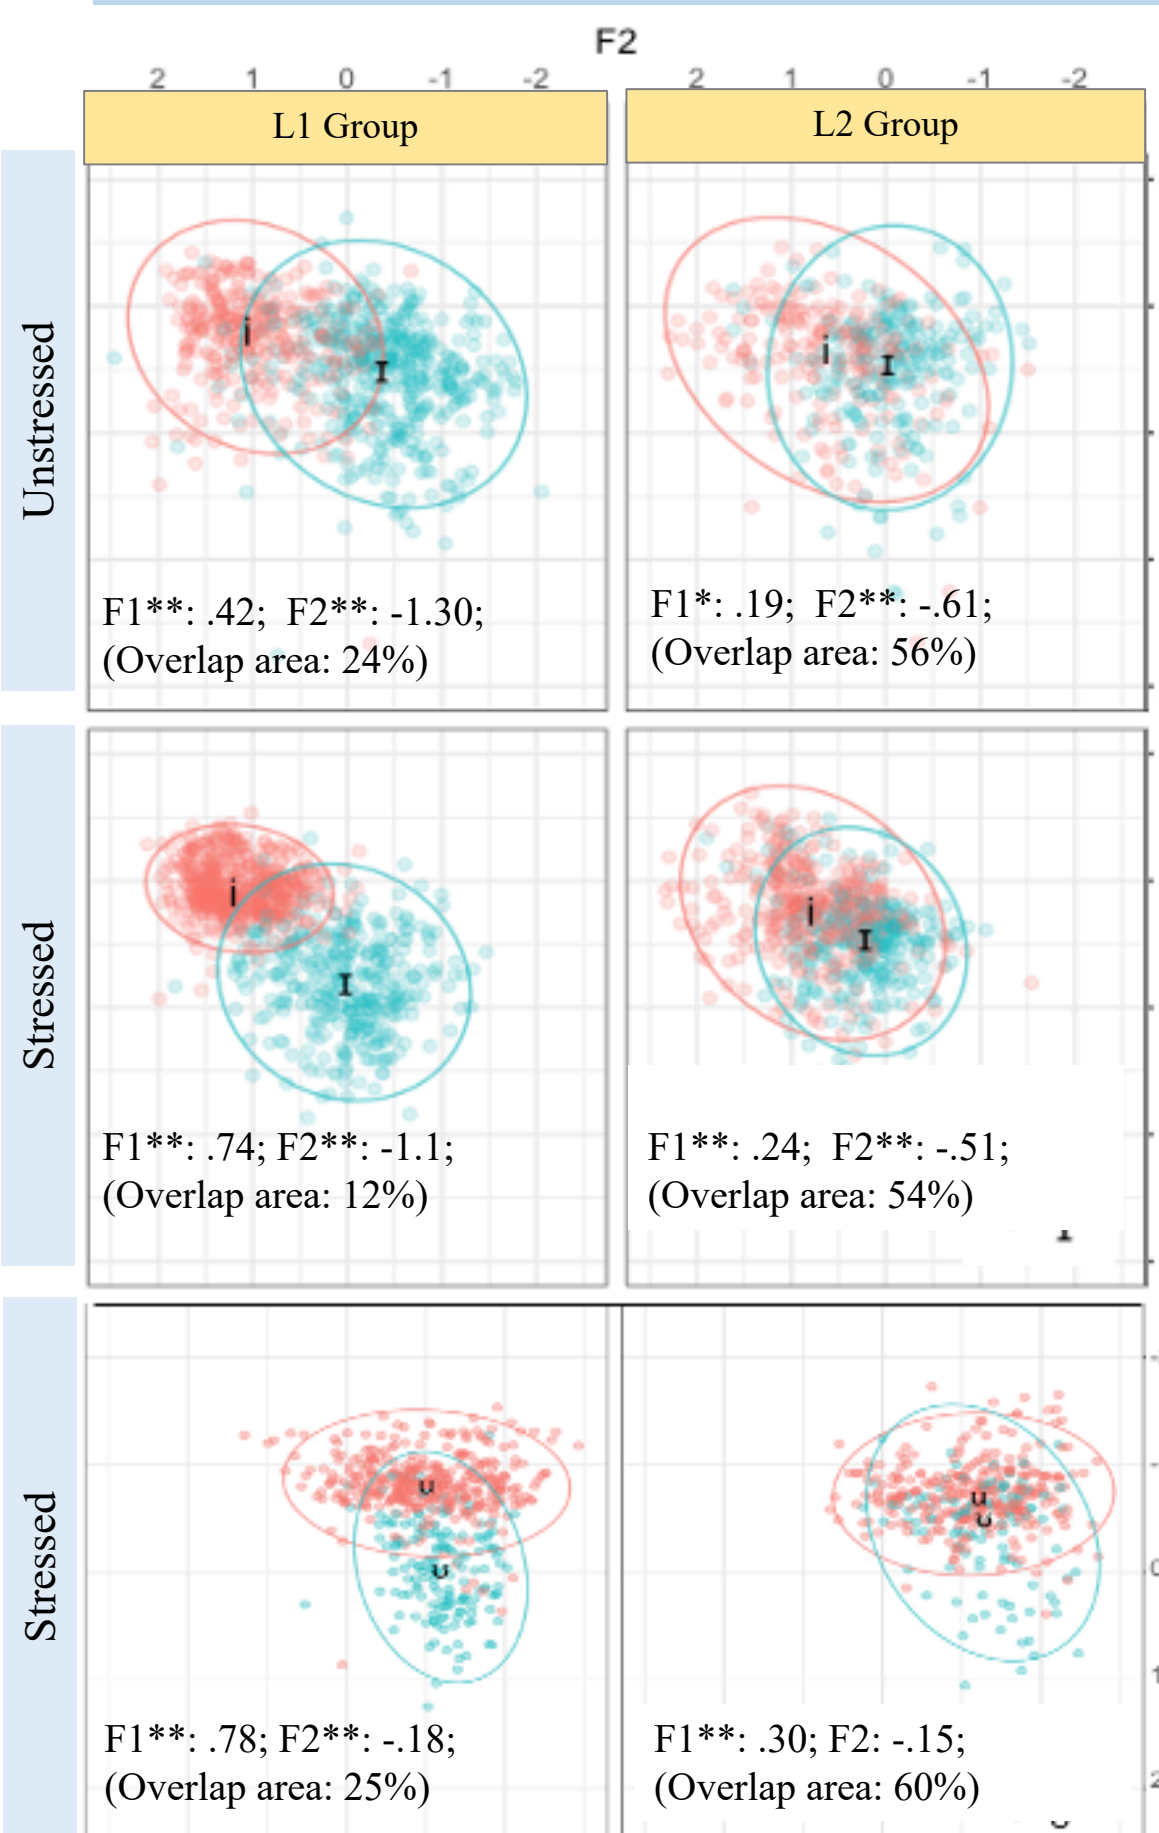 F2
2 1 0 -1 -2 2 1 0 -1 -2
L1 Group L2 Group
Unstressed
i I i I
F1**: .42; F2**: -1.30;
(Overlap area: 24%)
F1*: .19; F2**: -.61;
(Overlap area: 56%)
Stressed
i I i I
F1**: .74; F2**: -1.1;
(Overlap area: 12%)
F1**: .24; F2**: -.51;
(Overlap area: 54%)
Stressed
u u
ʊ ʊ
F1**: .78; F2**: -.18;
(Overlap area: 25%)
F1**: .30; F2: -.15;
(Overlap area: 60%)